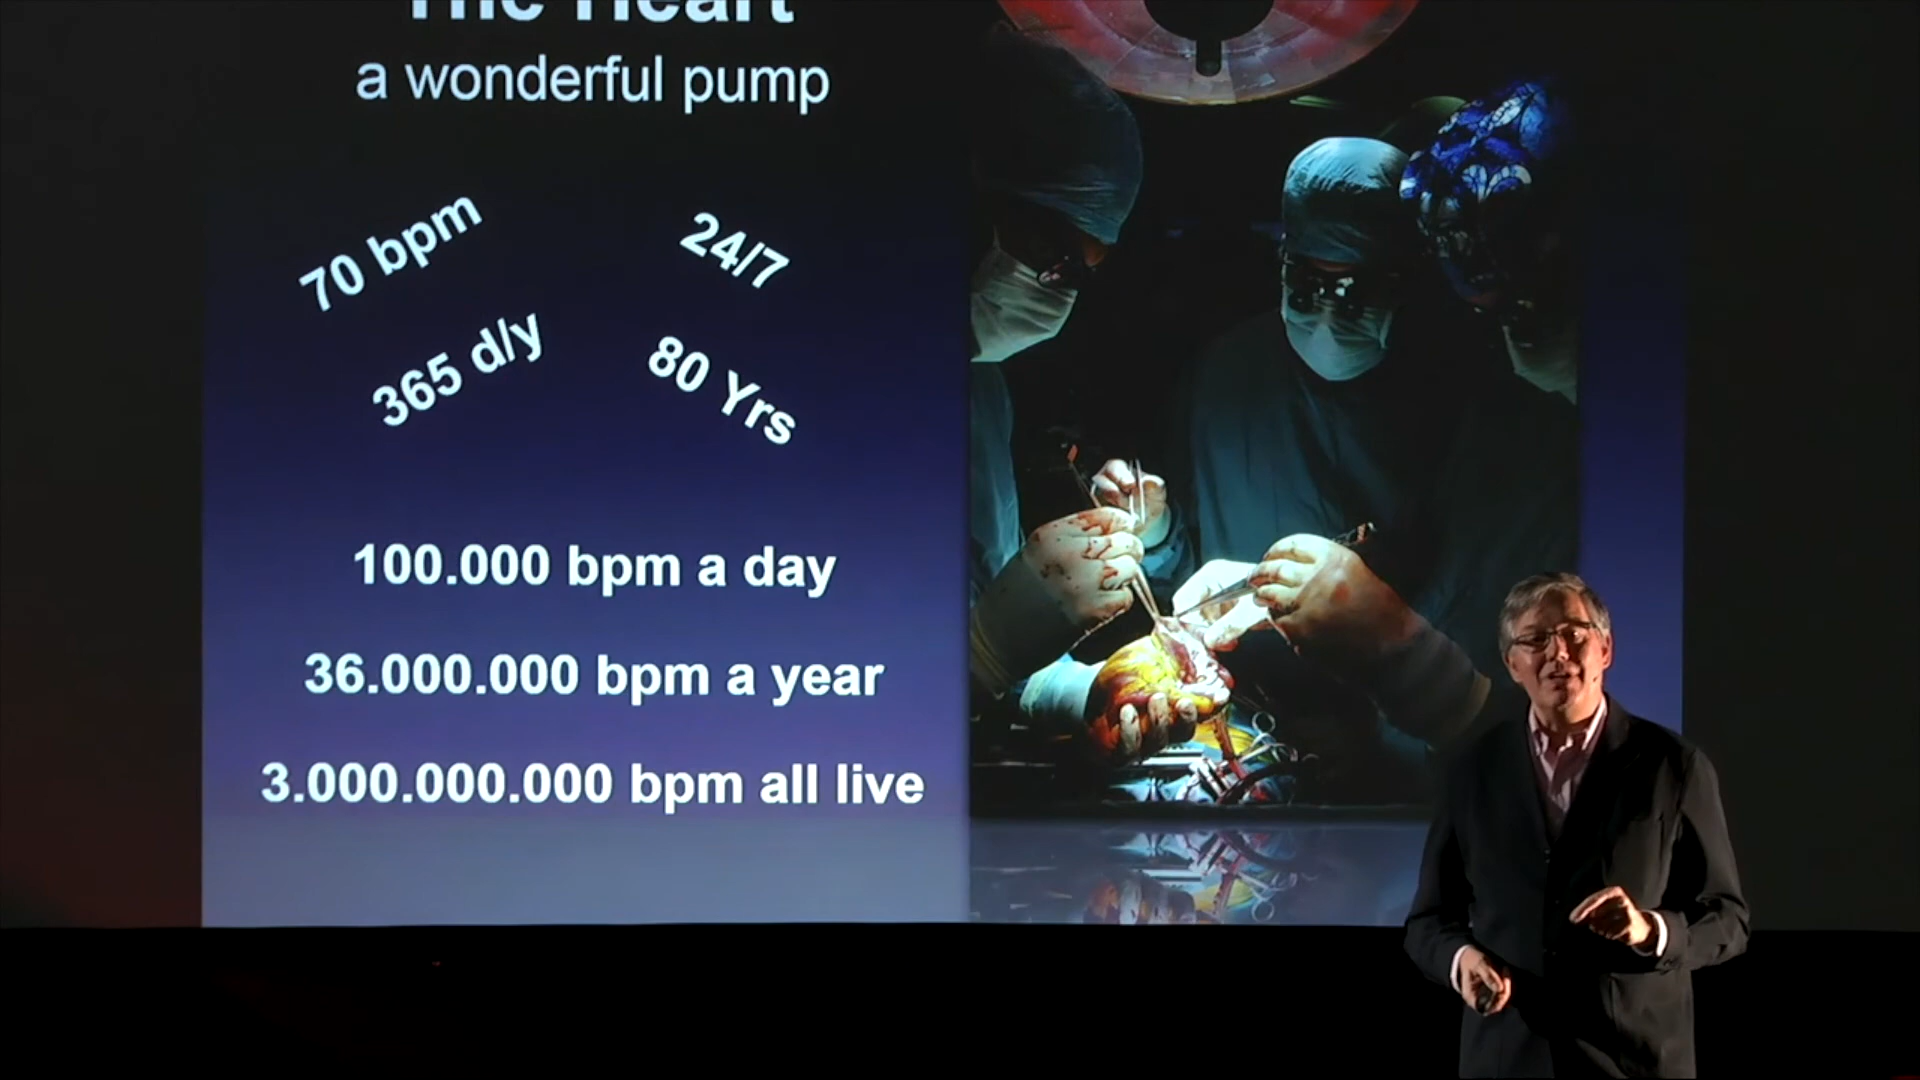 The Heart
a wonderful pump
70 bpm
24/7
365 d/y
80 Yrs
100.000 bpm a day
36.000.000 bpm a year
3.000.000.000 bpm all live